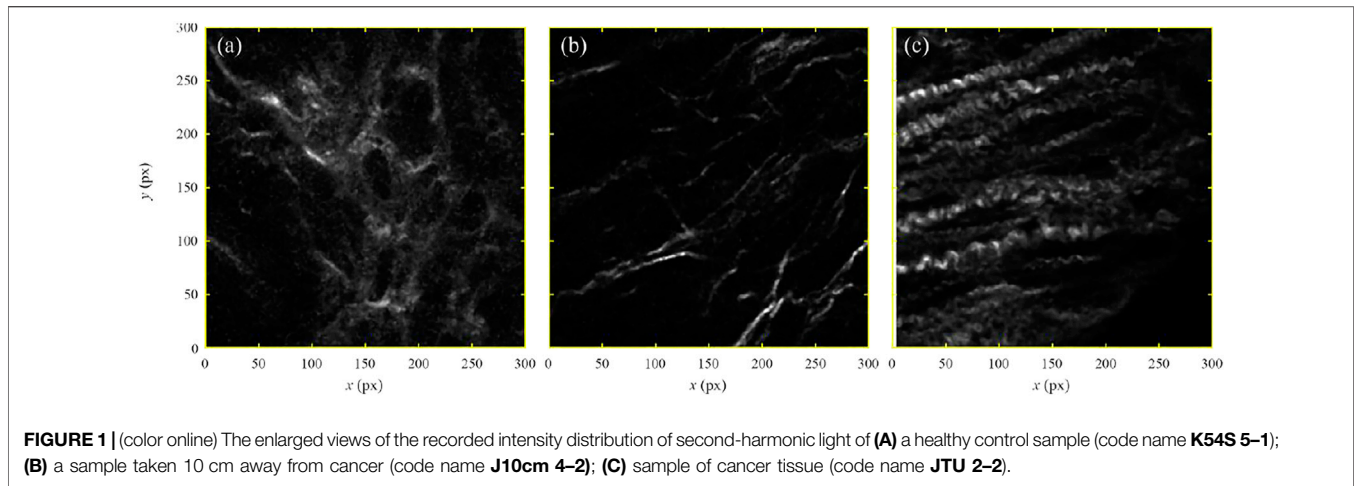 (a)
(b)
(c)
300
250
200
150
100
50
0
y (px)
0 50 100 150 200 250 300
0 50 100 150 200 250 300
0 50 100 150 200 250 300
x (px)
x (px)
x (px)
FIGURE 1 | (color online) The enlarged views of the recorded intensity distribution of second-harmonic light of (A) a healthy control sample (code name K54S 5–1);
(B) a sample taken 10 cm away from cancer (code name J10cm 4–2); (C) sample of cancer tissue (code name JTU 2–2).